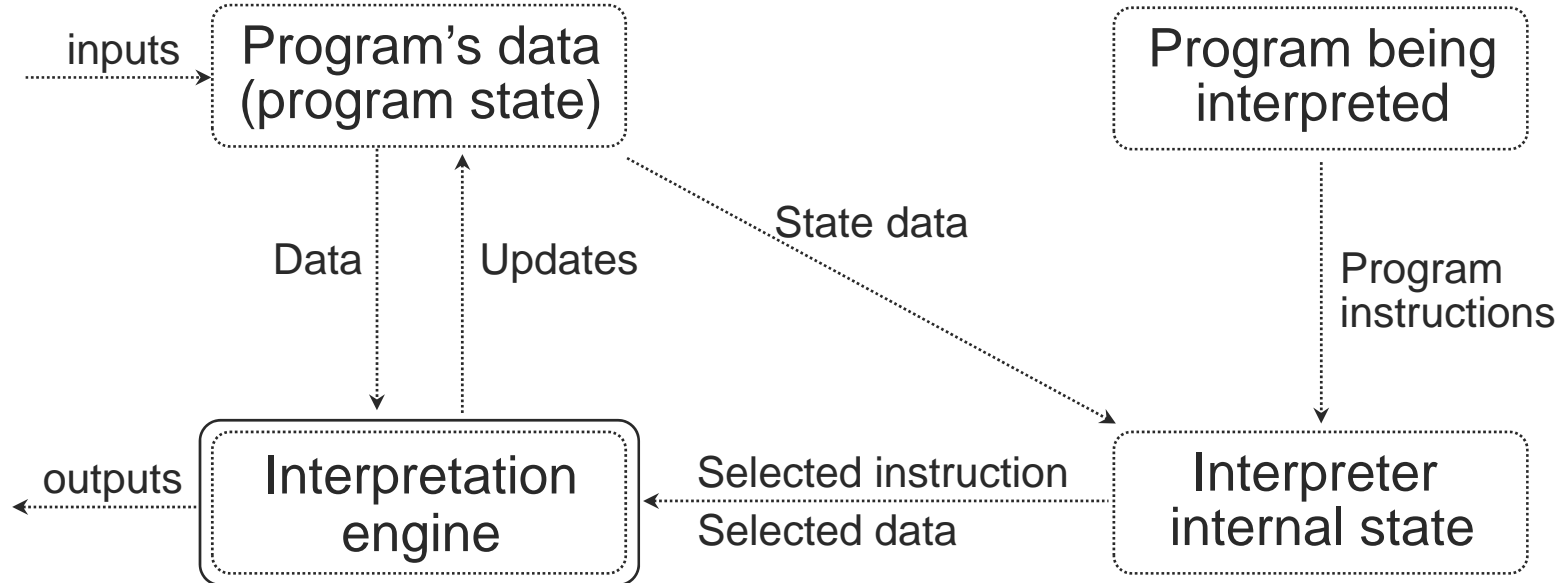 inputs
Program’s data
(program state)
Program being
interpreted
Data
Updates
State data
Program
instructions
outputs
Interpretation
engine
Selected instruction
Selected data
Interpreter
internal state